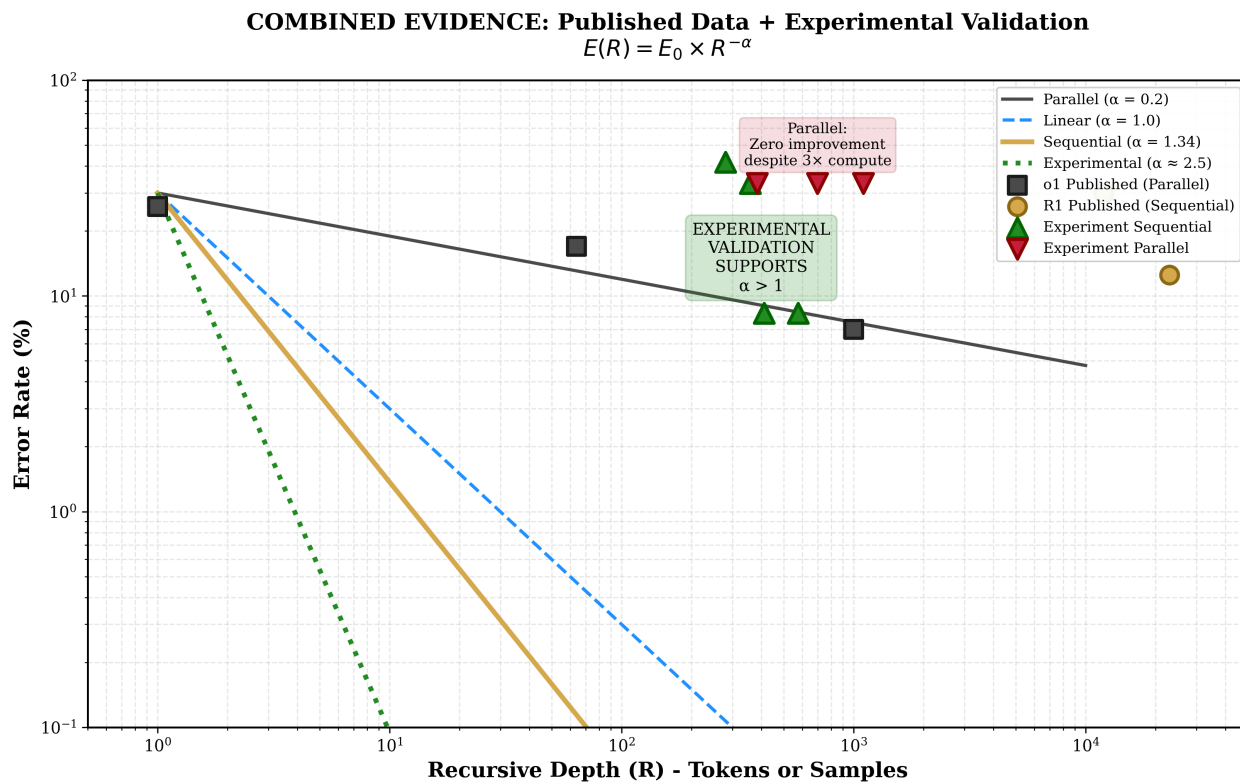 COMBINED EVIDENCE: Published Data + Experimental Validation
E(R) = E₀ × R⁻ᵅ
10²
10¹
10⁰
10⁻¹
Error Rate (%)
Parallel (α = 0.2)
Linear (α = 1.0)
Sequential (α = 1.34)
Experimental (α ≈ 2.5)
o1 Published (Parallel)
R1 Published (Sequential)
Experiment Sequential
Experiment Parallel
Parallel:
Zero improvement
despite 3× compute
EXPERIMENTAL
VALIDATION
SUPPORTS
α > 1
10⁰
10¹
10²
10³
10⁴
Recursive Depth (R) - Tokens or Samples